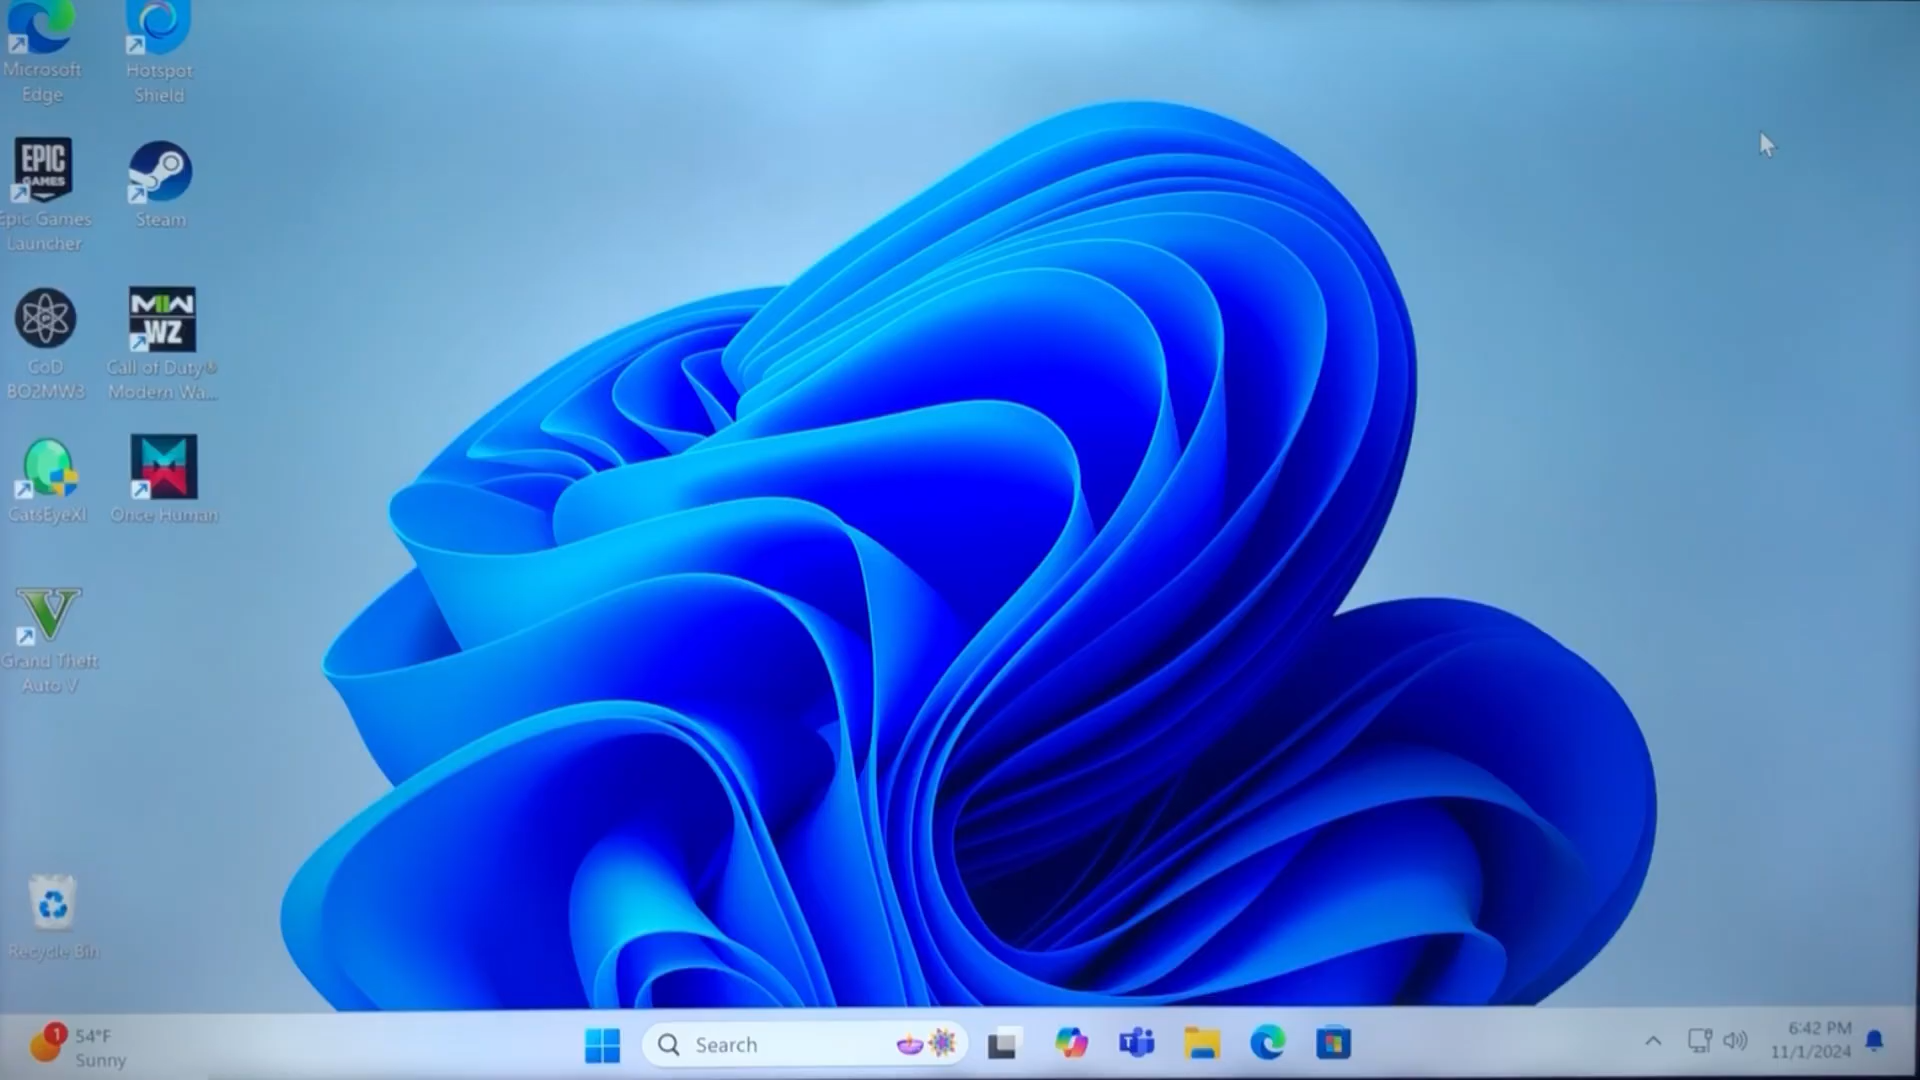 Microsoft
Edge
Hotspot
Shield
EPIC
GAMES
Epic Games
Launcher
Steam
CoD
BO2MW3
MW
WZ
Call of Duty®
Modern Wa...
CatsEyeXI
Once Human
V
Grand Theft
Auto V
Recycle Bin
1
54°F
Sunny
Search
T
6:42 PM
11/1/2024